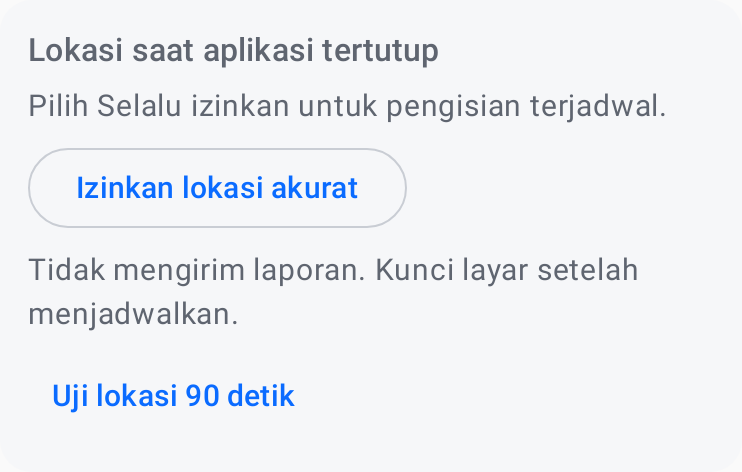 Lokasi saat aplikasi tertutup
Pilih Selalu izinkan untuk pengisian terjadwal.
Izinkan lokasi akurat
Tidak mengirim laporan. Kunci layar setelah
menjadwalkan.
Uji lokasi 90 detik